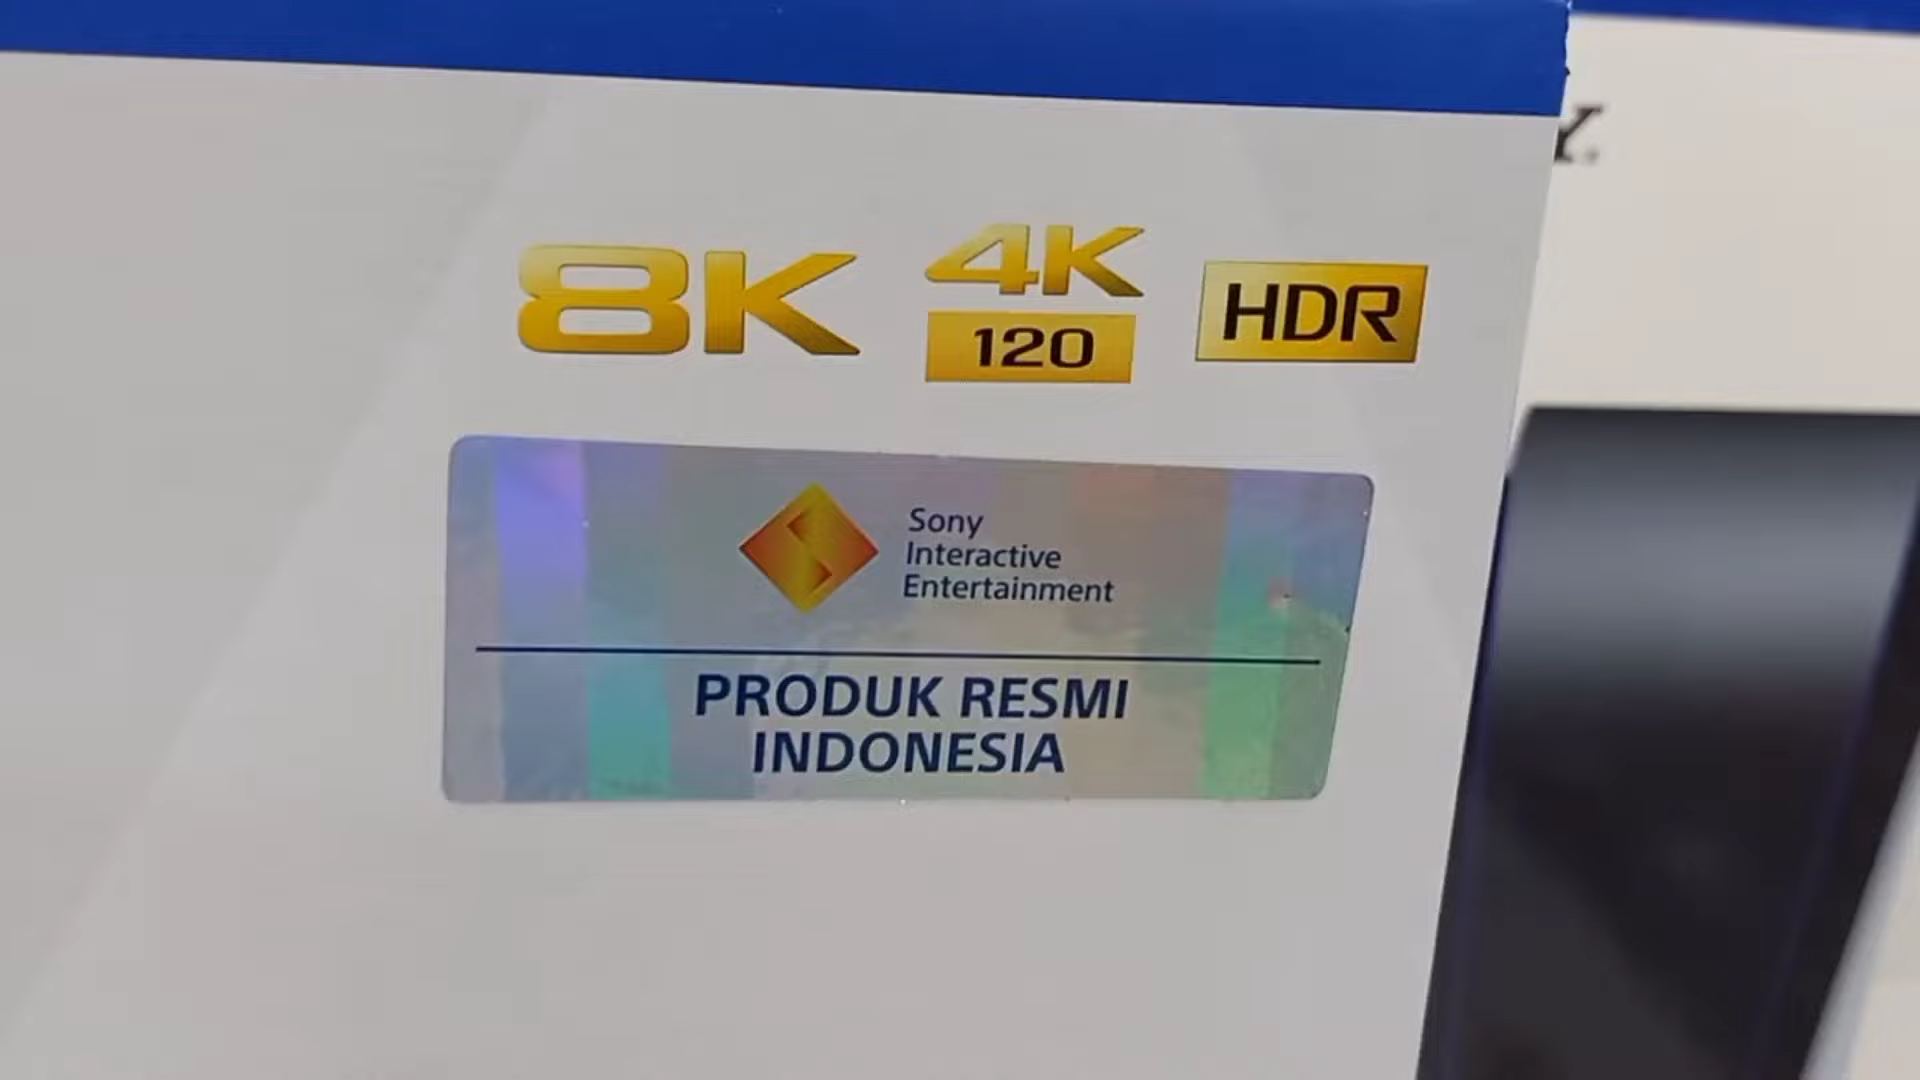 8K
4K
120
HDR
Sony
Interactive
Entertainment
PRODUK RESMI
INDONESIA